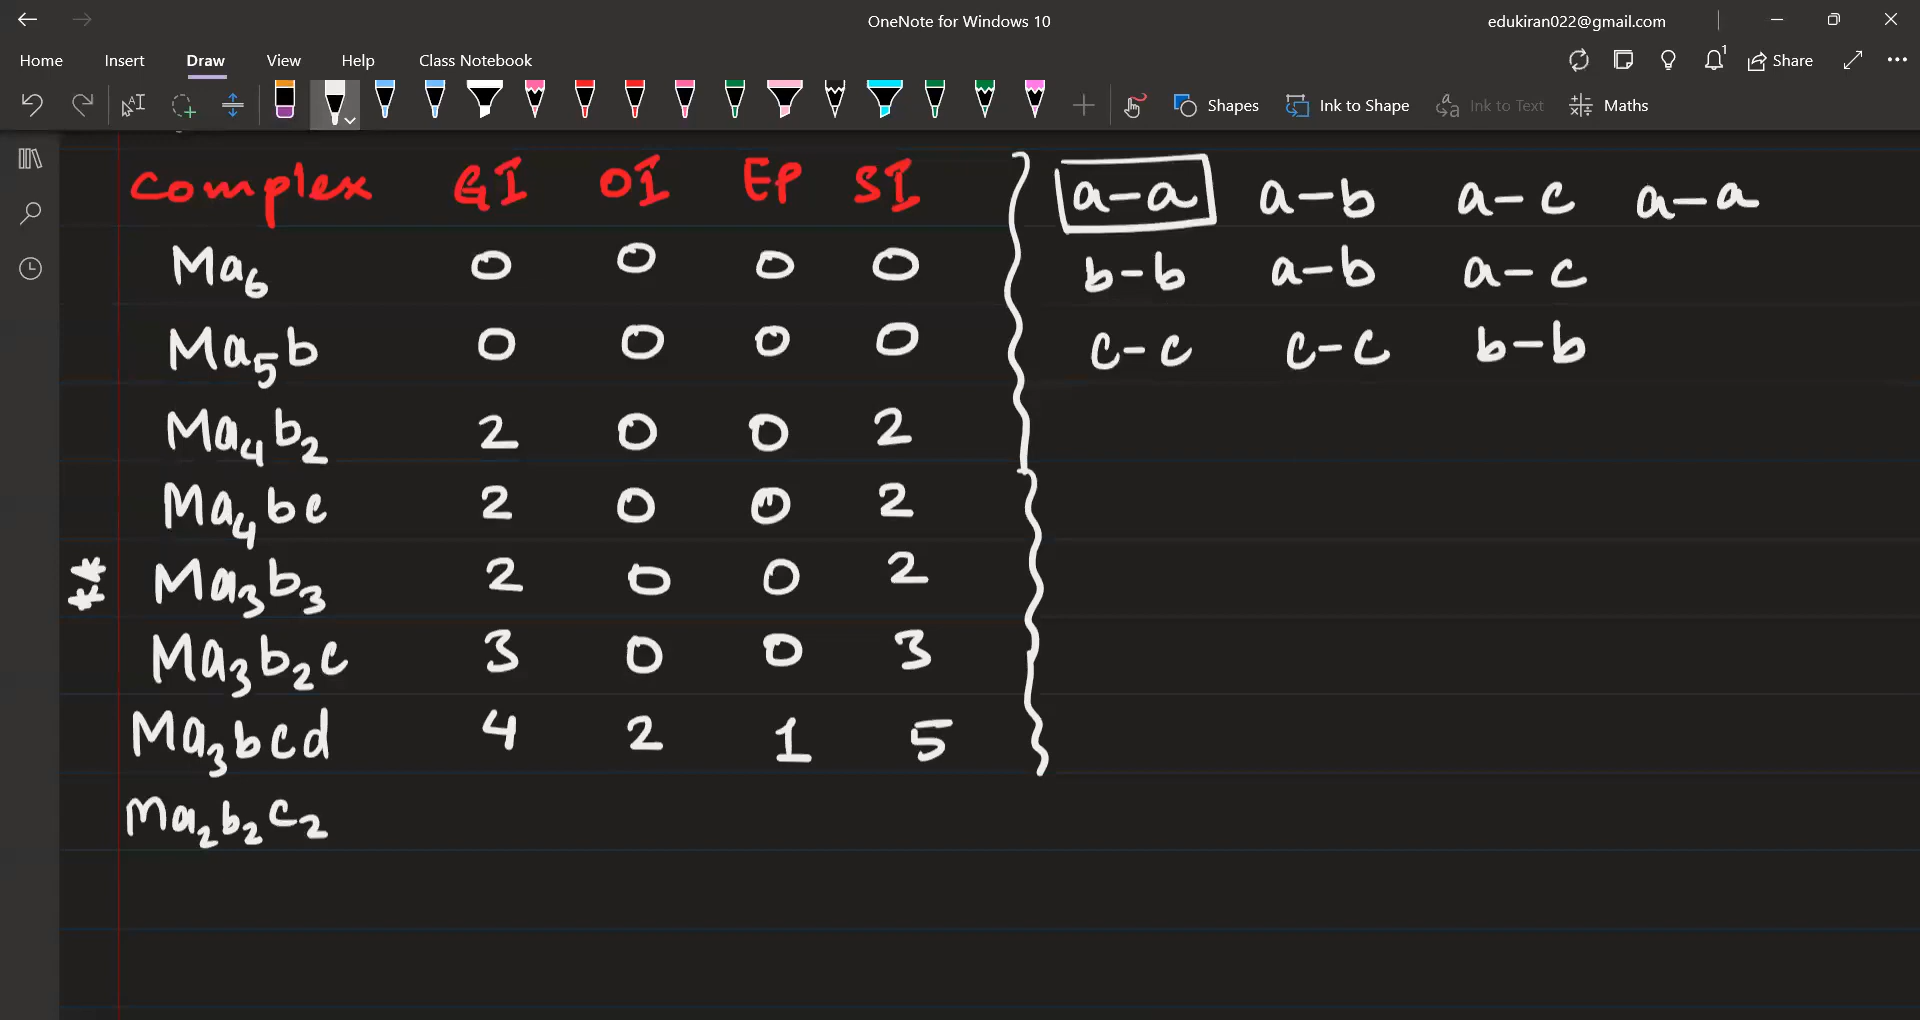 OneNote for Windows 10
edukiran022@gmail.com
Home Insert Draw View Help Class Notebook
1
Share
Shapes
Ink to Shape
Ink to Text
Maths
Complex GI OI EP SI
Ma6 0 0 0 0
Ma5b 0 0 0 0
Ma4b2 2 0 0 2
Ma4bc 2 0 0 2
** Ma3b3 2 0 0 2
Ma3b2c 3 0 0 3
Ma3bcd 4 2 1 5
Ma2b2c2
a-a a-b a-c a-a
b-b a-b a-c
c-c c-c b-b